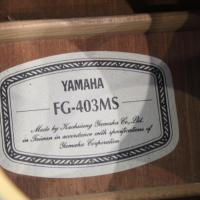 YAMAHA
FG-403MS
Made by Kaohsiung Yamaha Co., Ltd.
in Taiwan in accordance with specifications of
Yamaha Corporation